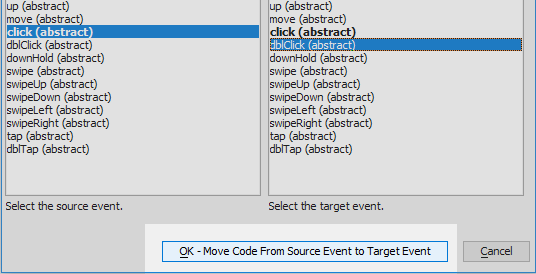 up (abstract)
move (abstract)
click (abstract)
dblClick (abstract)
downHold (abstract)
swipe (abstract)
swipeUp (abstract)
swipeDown (abstract)
swipeLeft (abstract)
swipeRight (abstract)
tap (abstract)
dblTap (abstract)
Select the source event.
up (abstract)
move (abstract)
click (abstract)
dblClick (abstract)
downHold (abstract)
swipe (abstract)
swipeUp (abstract)
swipeDown (abstract)
swipeLeft (abstract)
swipeRight (abstract)
tap (abstract)
dblTap (abstract)
Select the target event.
OK - Move Code From Source Event to Target Event
Cancel